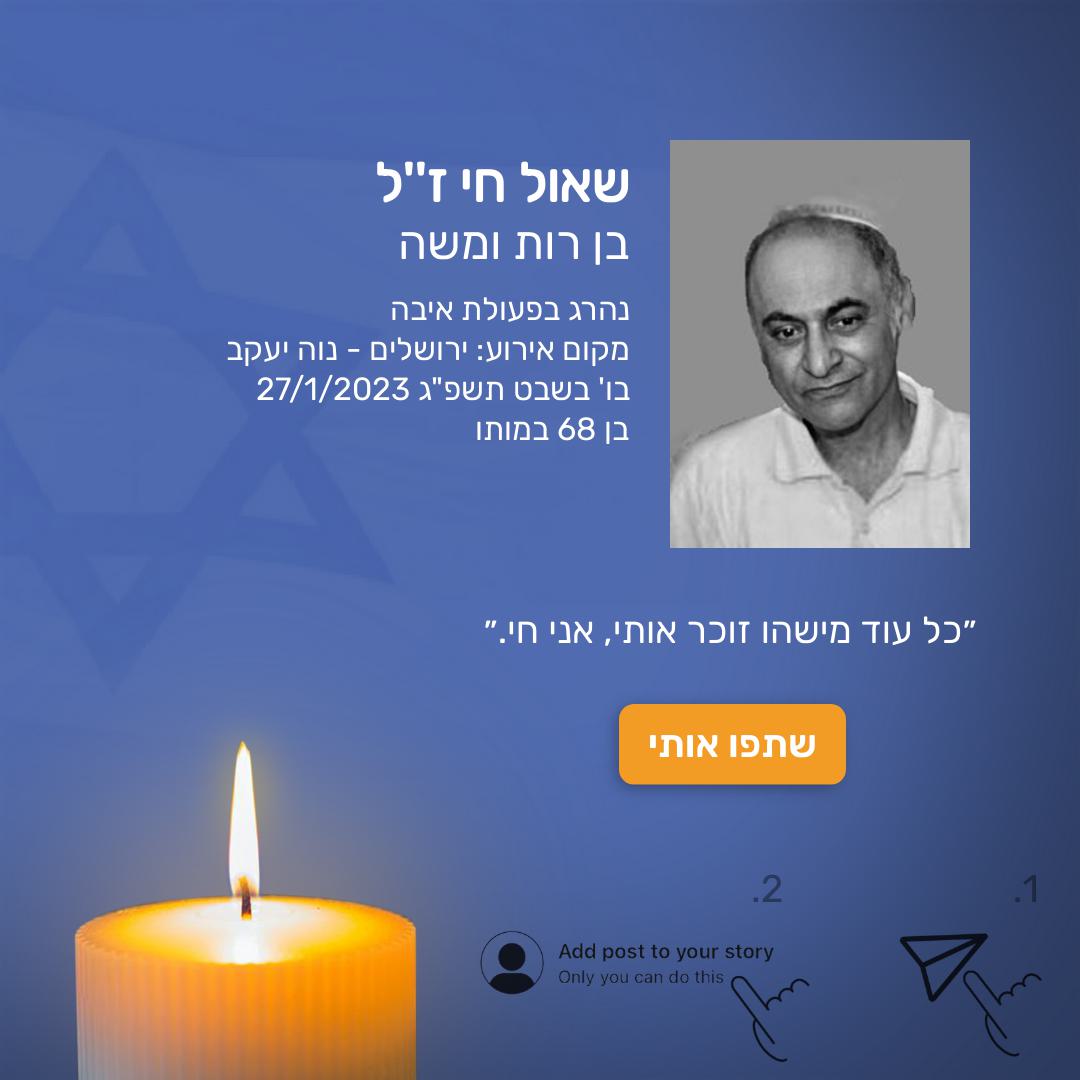 שאול חי ז"ל
בן רות ומשה
נהרג בפעולת איבה
מקום אירוע: ירושלים - נוה יעקב
בו' בשבט תשפ"ג 27/1/2023
בן 68 במותו
״כל עוד מישהו זוכר אותי, אני חי.״
שתפו אותי
.1
.2
Add post to your story
Only you can do this